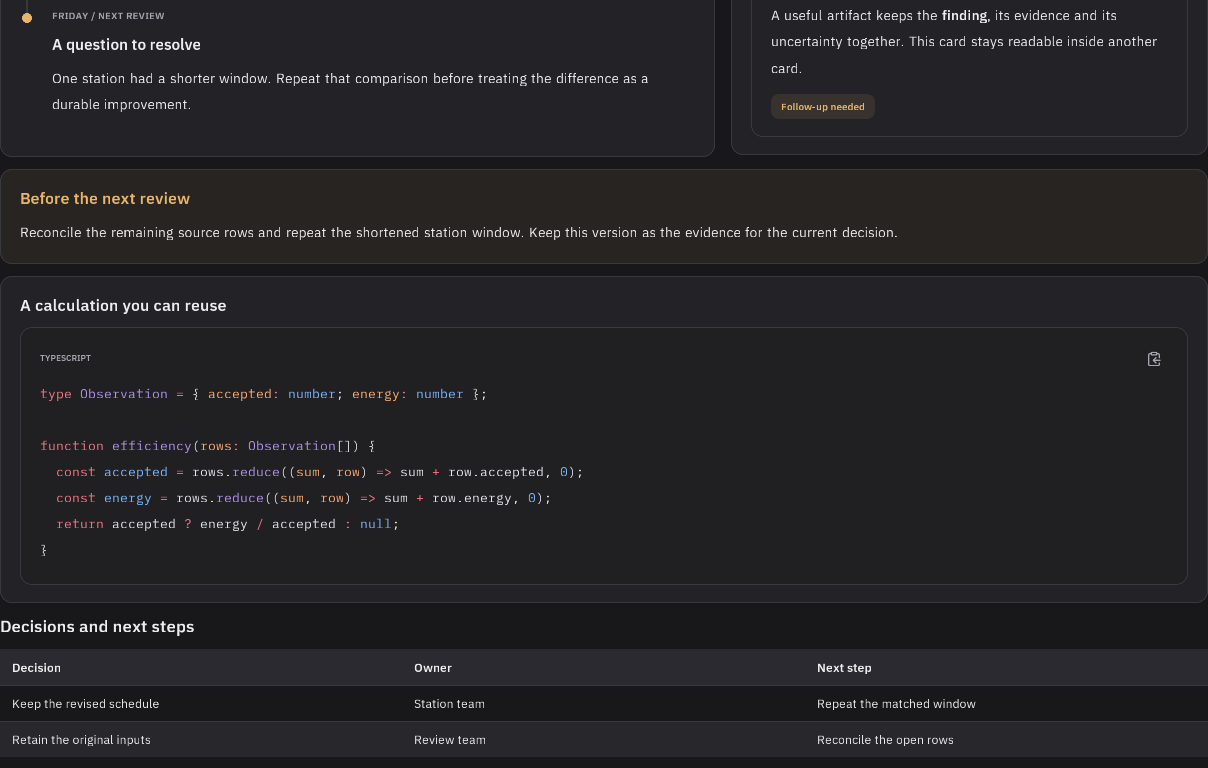 FRIDAY / NEXT REVIEW
A question to resolve
One station had a shorter window. Repeat that comparison before treating the difference as a
durable improvement.
A useful artifact keeps the finding, its evidence and its
uncertainty together. This card stays readable inside another
card.
Follow-up needed
Before the next review
Reconcile the remaining source rows and repeat the shortened station window. Keep this version as the evidence for the current decision.
A calculation you can reuse
TYPESCRIPT
type Observation = { accepted: number; energy: number };
function efficiency(rows: Observation[]) {
  const accepted = rows.reduce((sum, row) => sum + row.accepted, 0);
  const energy = rows.reduce((sum, row) => sum + row.energy, 0);
  return accepted ? energy / accepted : null;
}
Decisions and next steps
Decision Owner Next step
Keep the revised schedule Station team Repeat the matched window
Retain the original inputs Review team Reconcile the open rows